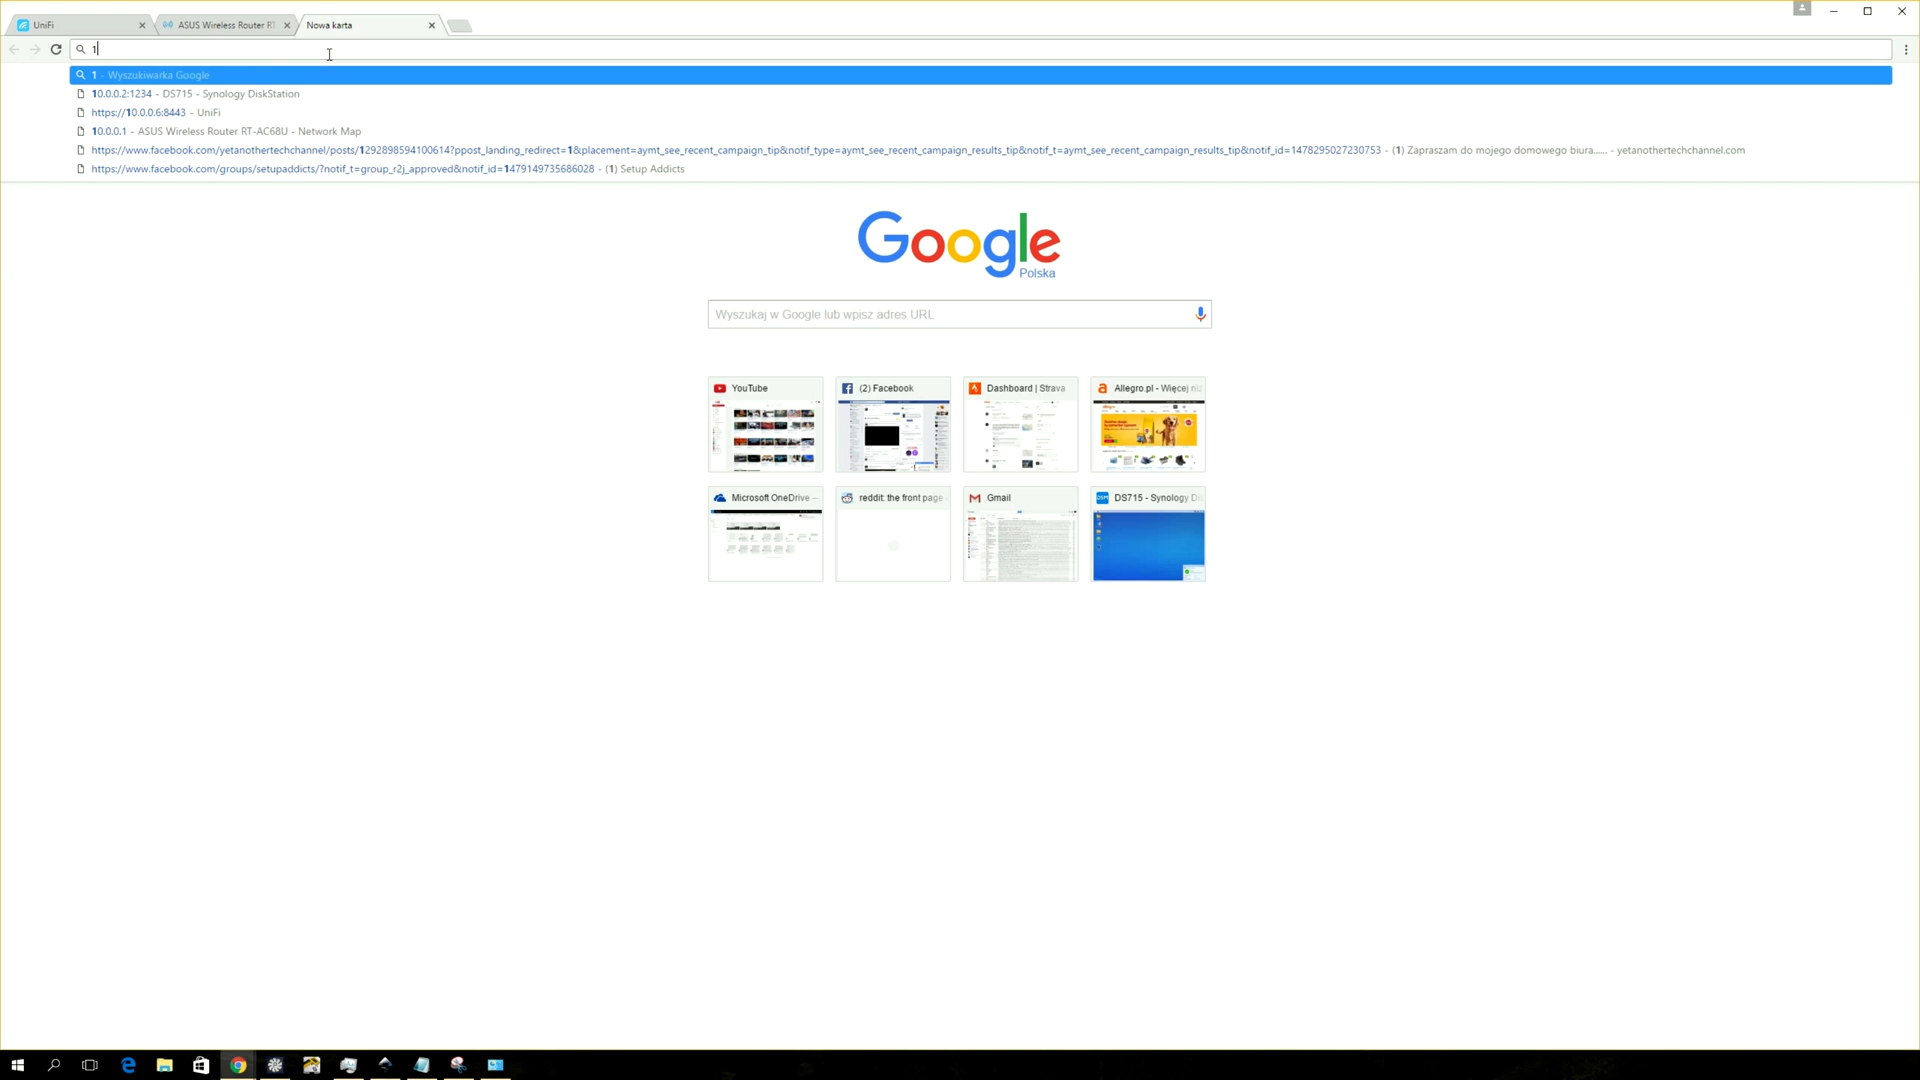 UniFi
ASUS Wireless Router RT
Nowa karta
1
1 - Wyszukiwarka Google
10.0.0.2:1234 - DS715 - Synology DiskStation
https://10.0.0.6:8443 - UniFi
10.0.0.1 - ASUS Wireless Router RT-AC68U - Network Map
https://www.facebook.com/yetanothertechchannel/posts/1292898594100614?ppost_landing_redirect=1&placement=aymt_see_recent_campaign_tip&notif_type=aymt_see_recent_campaign_results_tip&notif_t=aymt_see_recent_campaign_results_tip&notif_id=1478295027230753 - (1) Zapraszam do mojego domowego biura...... - yetanothertechchannel.com
https://www.facebook.com/groups/setupaddicts/?notif_t=group_r2j_approved&notif_id=1479149735686028 - (1) Setup Addicts
Google
Polska
Wyszukaj w Google lub wpisz adres URL
YouTube
(2) Facebook
Dashboard | Strava
Allegro.pl - Więcej niż
Microsoft OneDrive —
reddit: the front page
Gmail
DS715 - Synology Di